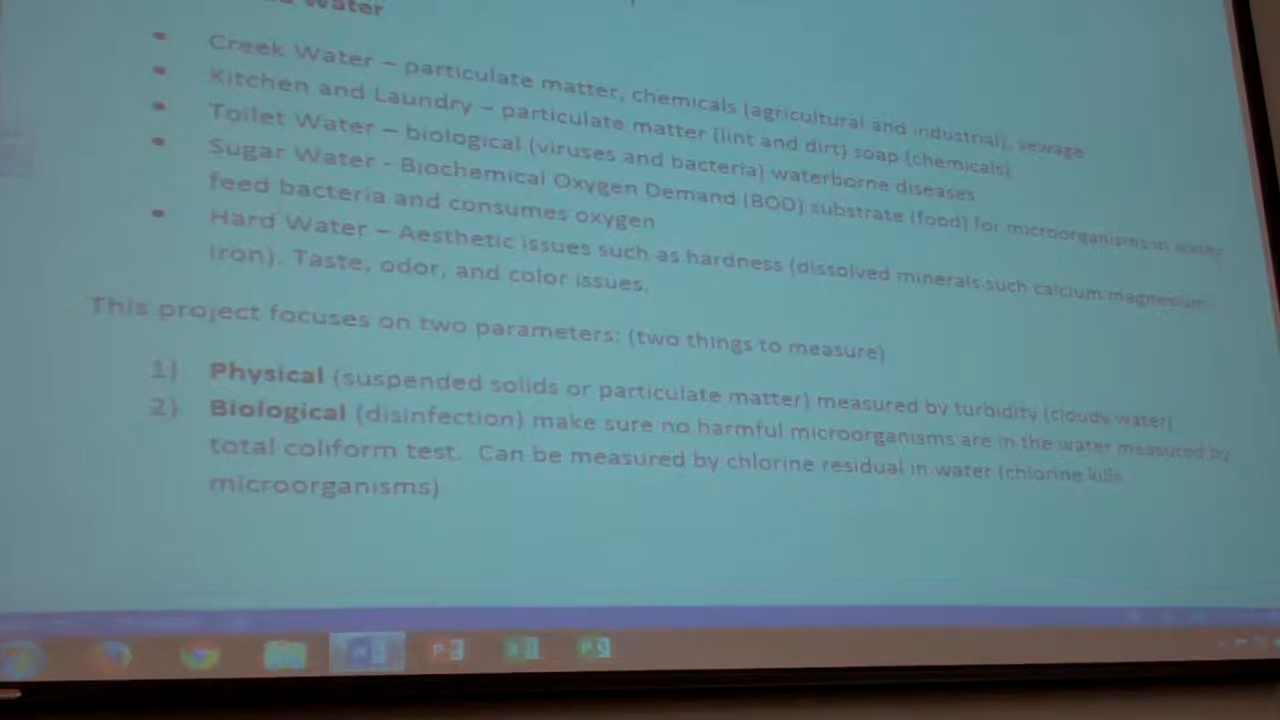 Water
Creek Water – particulate matter, chemicals (agricultural and industrial), sewage
Kitchen and Laundry – particulate matter (lint and dirt) soap (chemicals)
Toilet Water – biological (viruses and bacteria) waterborne diseases
Sugar Water - Biochemical Oxygen Demand (BOD) substrate (food) for microorganisms in
feed bacteria and consumes oxygen
Hard Water – Aesthetic issues such as hardness (dissolved minerals such calcium magnesium
iron). Taste, odor, and color issues.
This project focuses on two parameters: (two things to measure)
1) Physical (suspended solids or particulate matter) measured by turbidity (cloudy water)
2) Biological (disinfection) make sure no harmful microorganisms are in the water measured by
total coliform test. Can be measured by chlorine residual in water (chlorine kills
microorganisms)